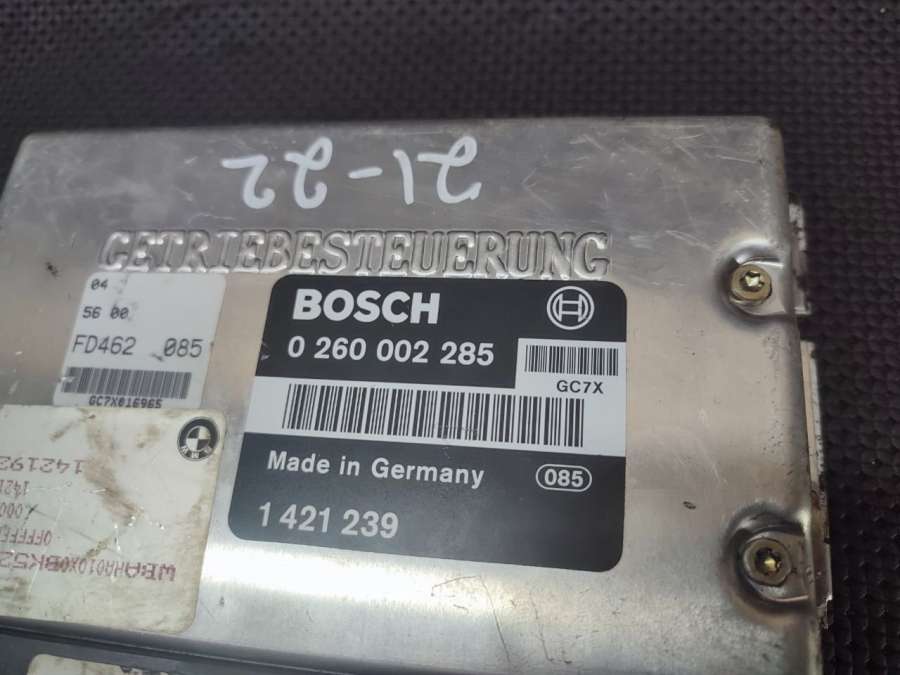 21-22
GETRIEBESTEUERUNG
04
56 00
FD462 085
GC7X016965
BOSCH
0 260 002 285
GC7X
Made in Germany
085
1 421 239